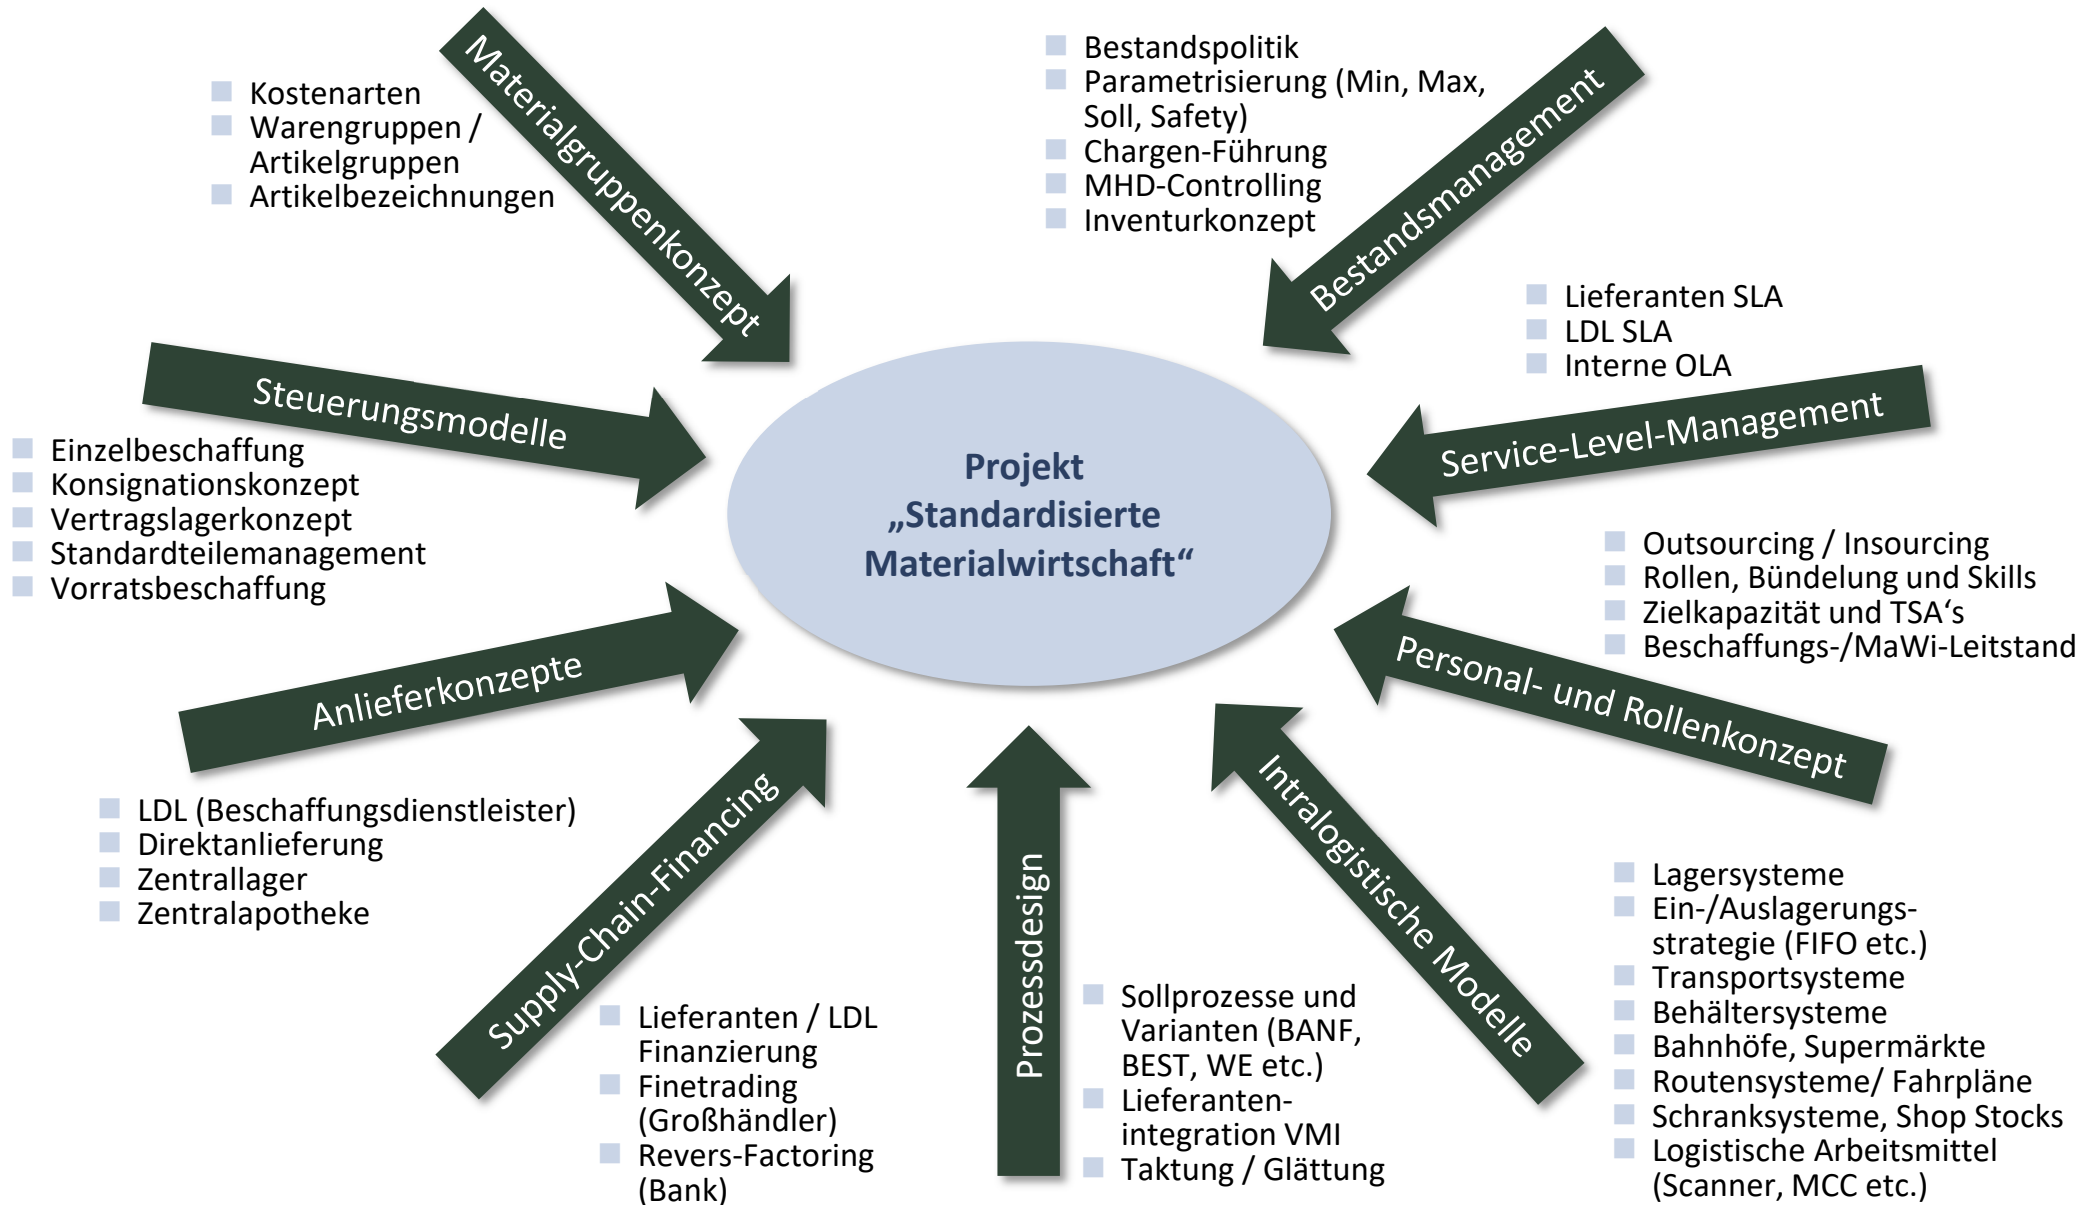 Materialgruppenkonzept
Kostenarten
Warengruppen /
Artikelgruppen
Artikelbezeichnungen
Bestandspolitik
Parametrisierung (Min, Max,
Soll, Safety)
Chargen-Führung
MHD-Controlling
Inventurkonzept
Bestandsmanagement
Lieferanten SLA
LDL SLA
Interne OLA
Service-Level-Management
Steuerungsmodelle
Einzelbeschaffung
Konsignationskonzept
Vertragslagerkonzept
Standardteilemanagement
Vorratsbeschaffung
Projekt
„Standardisierte
Materialwirtschaft“
Outsourcing / Insourcing
Rollen, Bündelung und Skills
Zielkapazität und TSA‘s
Beschaffungs-/MaWi-Leitstand
Personal- und Rollenkonzept
Anlieferkonzepte
LDL (Beschaffungsdienstleister)
Direktanlieferung
Zentrallager
Zentralapotheke
Supply-Chain-Financing
Lieferanten / LDL
Finanzierung
Finetrading
(Großhändler)
Revers-Factoring
(Bank)
Prozessdesign
Sollprozesse und
Varianten (BANF,
BEST, WE etc.)
Lieferanten-
integration VMI
Taktung / Glättung
Intralogistische Modelle
Lagersysteme
Ein-/Auslagerungs-
strategie (FIFO etc.)
Transportsysteme
Behältersysteme
Bahnhöfe, Supermärkte
Routensysteme/ Fahrpläne
Schranksysteme, Shop Stocks
Logistische Arbeitsmittel
(Scanner, MCC etc.)